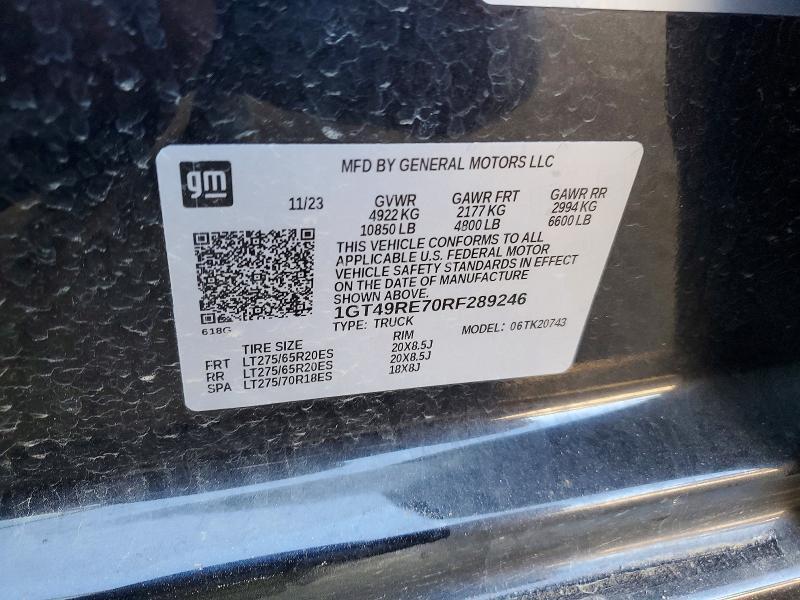 gm
MFD BY GENERAL MOTORS LLC
11/23 GVWR GAWR FRT GAWR RR
4922 KG 2177 KG 2994 KG
10850 LB 4800 LB 6600 LB
THIS VEHICLE CONFORMS TO ALL
APPLICABLE U.S. FEDERAL MOTOR
VEHICLE SAFETY STANDARDS IN EFFECT
ON THE DATE OF MANUFACTURE
SHOWN ABOVE.
1GT49RE70RF289246
618G TYPE: TRUCK MODEL: 06TK20743
TIRE SIZE RIM
FRT LT275/65R20ES 20X8.5J
RR LT275/65R20ES 20X8.5J
SPA LT275/70R18ES 18X8J